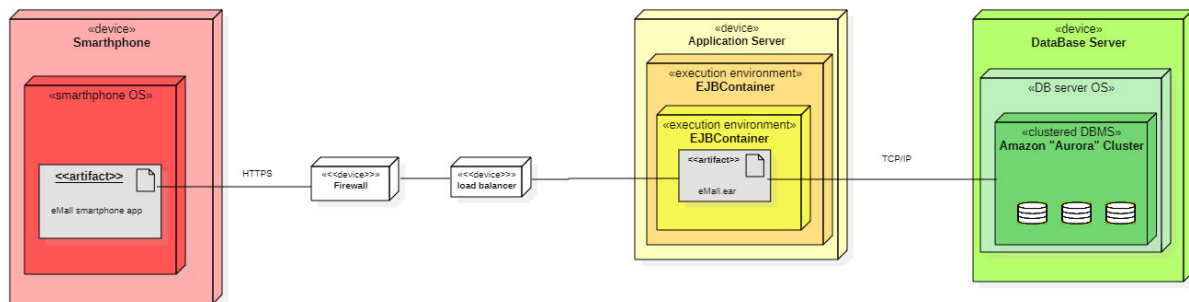 «device»
Smarthphone
«smarthphone OS»
<<artifact>>
eMall smartphone app
HTTPS
«<<device>>»
Firewall
«<<device>>»
load balancer
«device»
Application Server
«execution environment»
EJBContainer
«execution environment»
EJBContainer
<<artifact>>
eMall.ear
TCP/IP
«device»
DataBase Server
«DB server OS»
«clustered DBMS»
Amazon "Aurora" Cluster